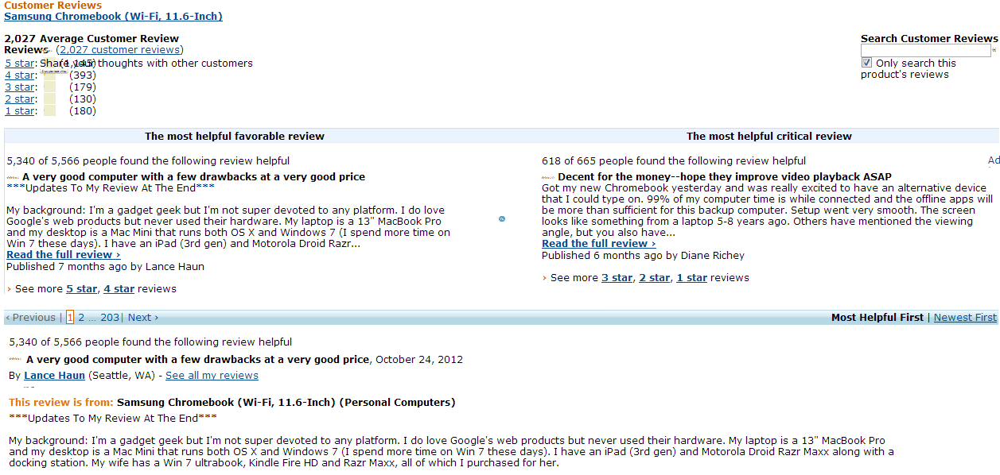 Customer Reviews
Samsung Chromebook (Wi-Fi, 11.6-Inch)
2,027 Average Customer Review
Reviews (2,027 customer reviews)
5 star: Share your thoughts with other customers
(1,145)
4 star: (393)
3 star: (179)
2 star: (130)
1 star: (180)
Search Customer Reviews
Only search this
product's reviews
The most helpful favorable review
5,340 of 5,566 people found the following review helpful
A very good computer with a few drawbacks at a very good price
***Updates To My Review At The End***
My background: I'm a gadget geek but I'm not super devoted to any platform. I do love
Google's web products but never used their hardware. My laptop is a 13" MacBook Pro
and my desktop is a Mac Mini that runs both OS X and Windows 7 (I spend more time on
Win 7 these days). I have an iPad (3rd gen) and Motorola Droid Razr...
Read the full review ›
Published 7 months ago by Lance Haun
› See more 5 star, 4 star reviews
The most helpful critical review
618 of 665 people found the following review helpful
Decent for the money--hope they improve video playback ASAP
Got my new Chromebook yesterday and was really excited to have an alternative device
that I could type on. 99% of my computer time is while connected and the offline apps will
be more than sufficient for this backup computer. Setup went very smooth. The screen
looks like something from a laptop 5-8 years ago. Others have mentioned the viewing
angle, but you also have...
Read the full review ›
Published 6 months ago by Diane Richey
› See more 3 star, 2 star, 1 star reviews
Ad
‹ Previous | 1 2 ... 203| Next ›
Most Helpful First | Newest First
5,340 of 5,566 people found the following review helpful
A very good computer with a few drawbacks at a very good price, October 24, 2012
By Lance Haun (Seattle, WA) - See all my reviews
This review is from: Samsung Chromebook (Wi-Fi, 11.6-Inch) (Personal Computers)
***Updates To My Review At The End***
My background: I'm a gadget geek but I'm not super devoted to any platform. I do love Google's web products but never used their hardware. My laptop is a 13" MacBook Pro
and my desktop is a Mac Mini that runs both OS X and Windows 7 (I spend more time on Win 7 these days). I have an iPad (3rd gen) and Motorola Droid Razr Maxx along with a
docking station. My wife has a Win 7 ultrabook, Kindle Fire HD and Razr Maxx, all of which I purchased for her.